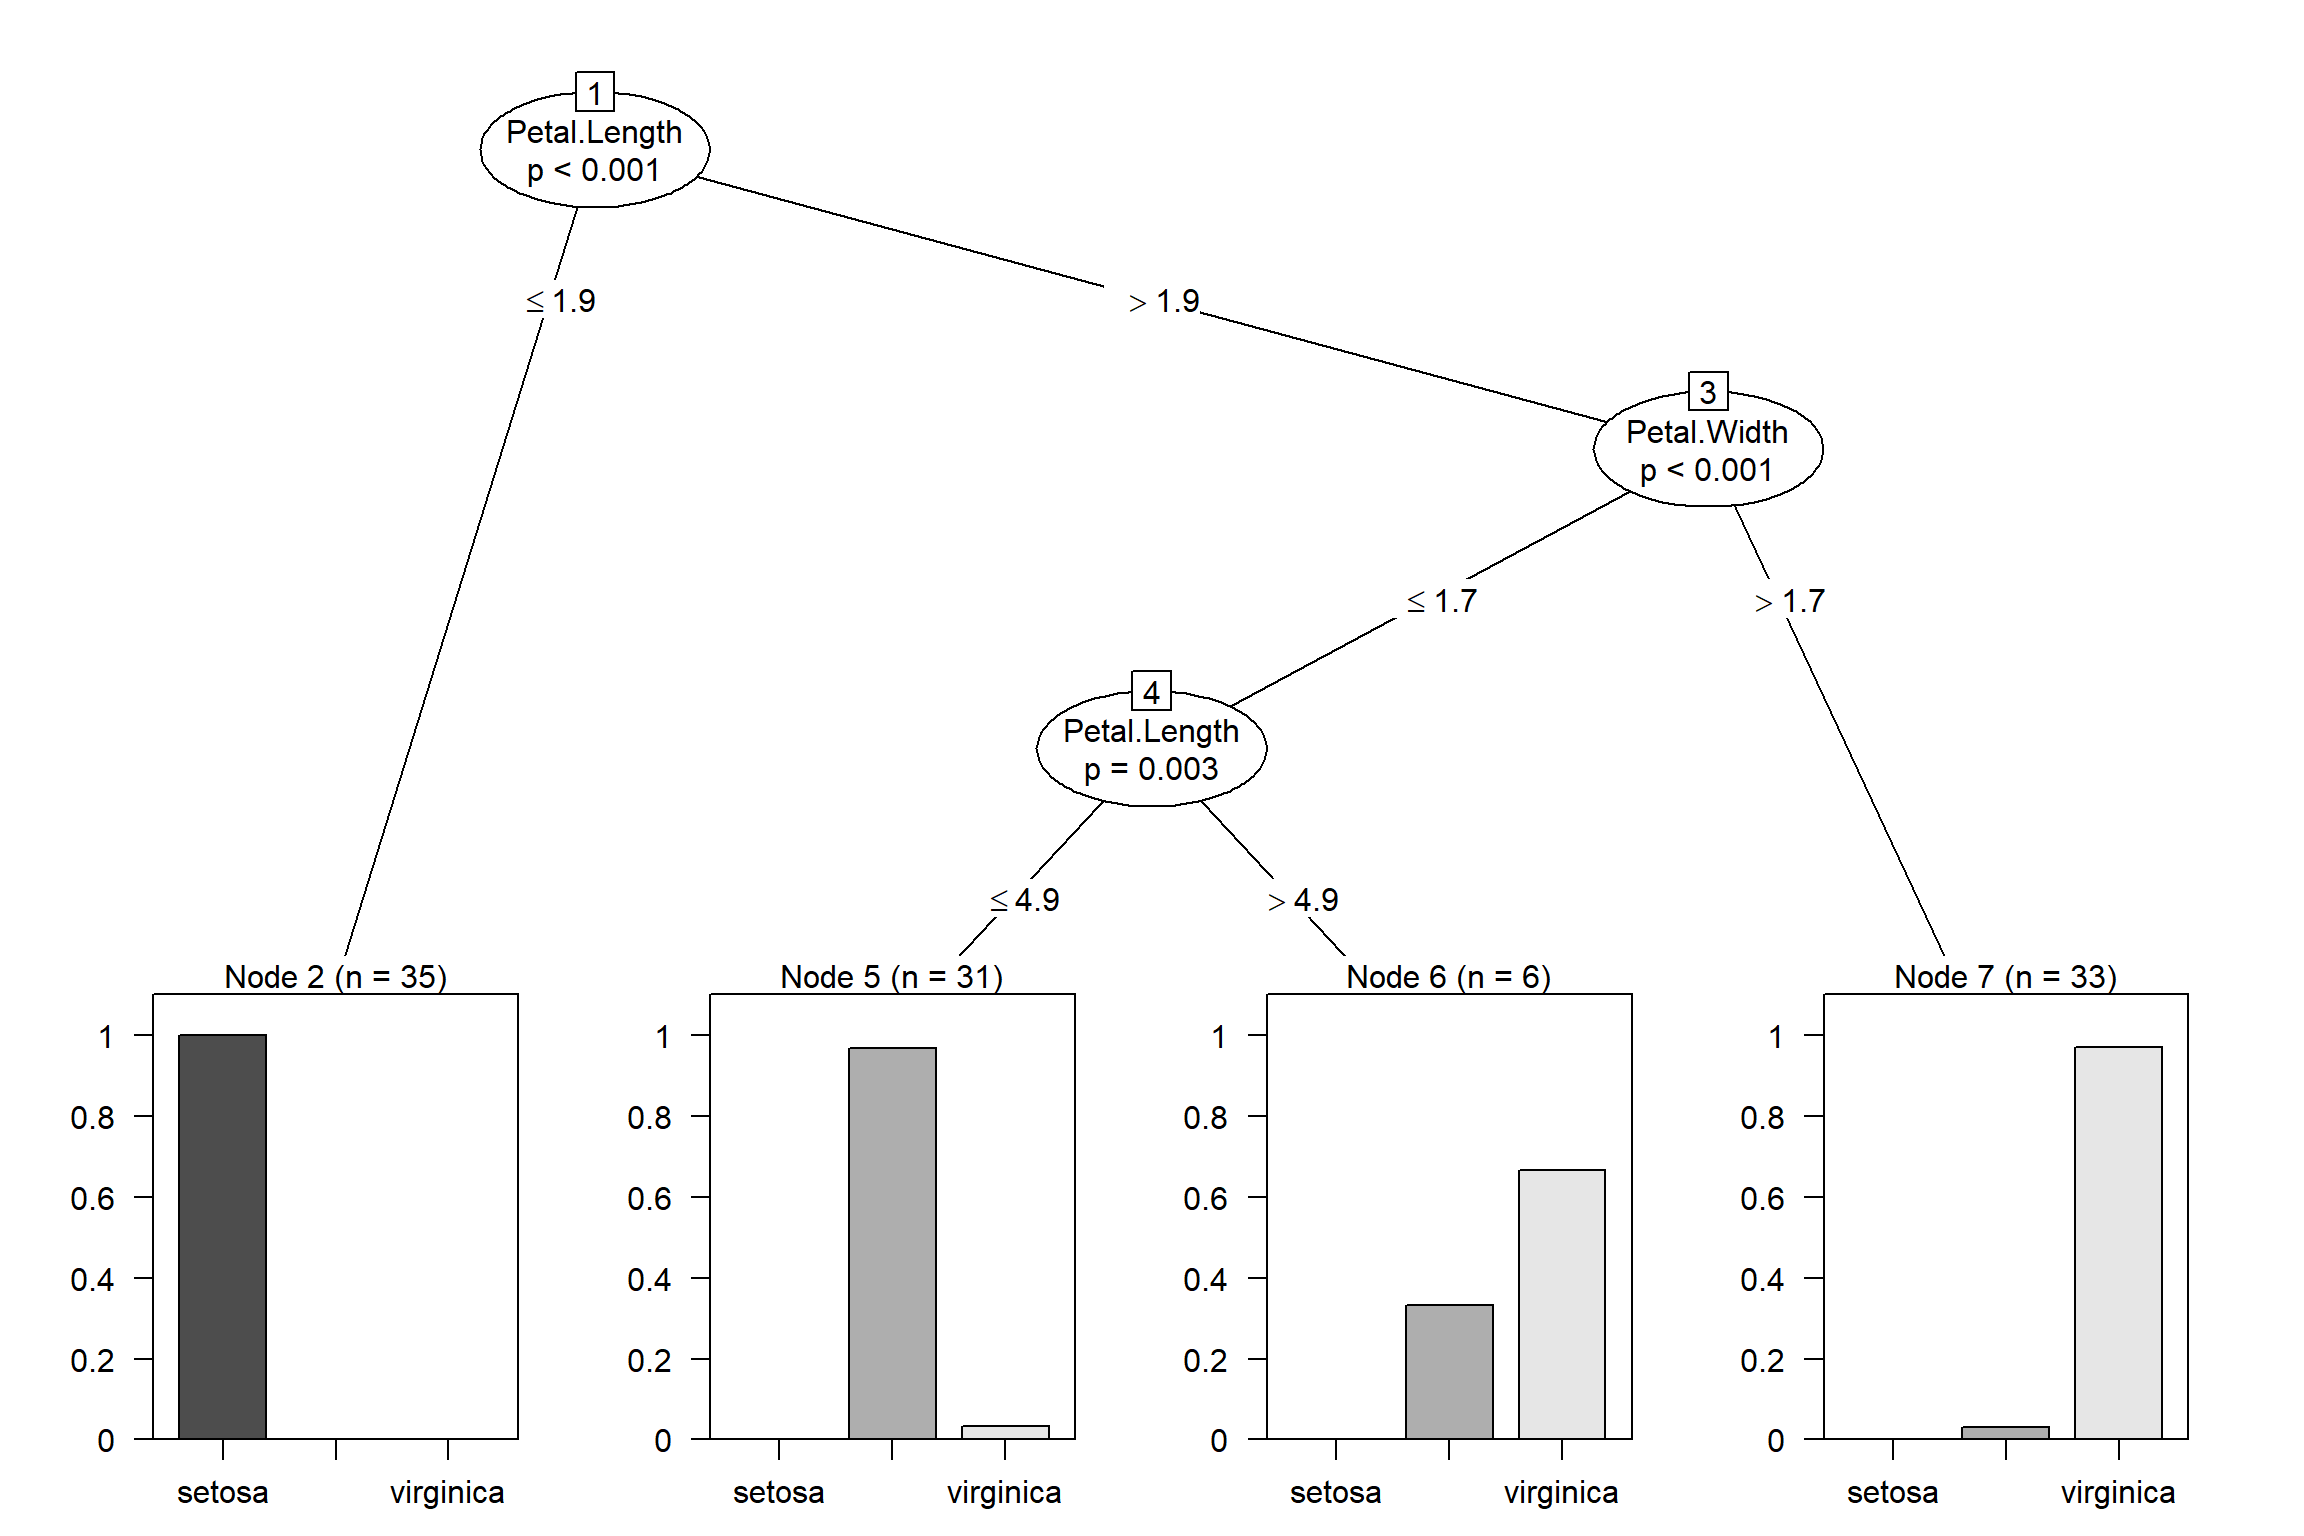 1
Petal.Length
p < 0.001
≤ 1.9
> 1.9
3
Petal.Width
p < 0.001
≤ 1.7
> 1.7
4
Petal.Length
p = 0.003
≤ 4.9
> 4.9
Node 2 (n = 35)
1
0.8
0.6
0.4
0.2
0
setosa virginica
Node 5 (n = 31)
1
0.8
0.6
0.4
0.2
0
setosa virginica
Node 6 (n = 6)
1
0.8
0.6
0.4
0.2
0
setosa virginica
Node 7 (n = 33)
1
0.8
0.6
0.4
0.2
0
setosa virginica